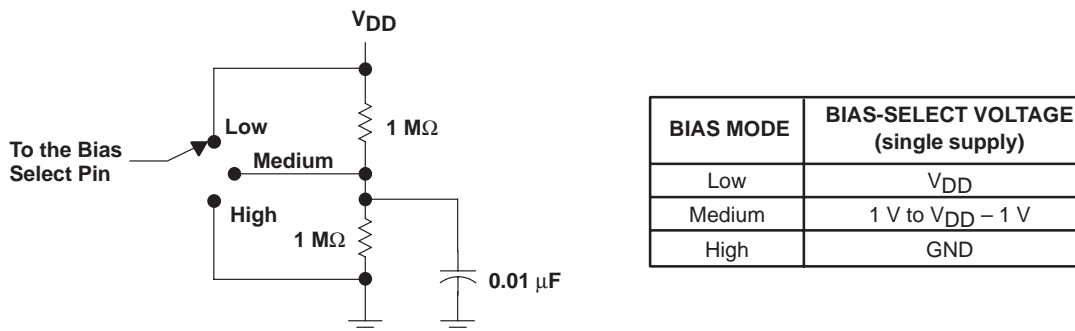 VDD
Low
1 MΩ
To the Bias
Select Pin
Medium
High
1 MΩ
0.01 μF
BIAS MODE
BIAS-SELECT VOLTAGE
(single supply)
Low
VDD
Medium
1 V to VDD – 1 V
High
GND